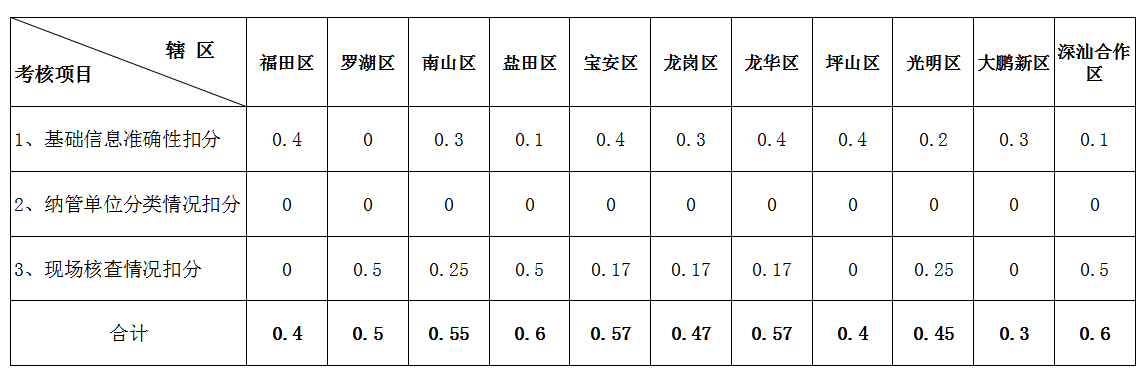 辖 区
考核项目
福田区 罗湖区 南山区 盐田区 宝安区 龙岗区 龙华区 坪山区 光明区 大鹏新区 深汕合作
区
1、基础信息准确性扣分 0.4 0 0.3 0.1 0.4 0.3 0.4 0.4 0.2 0.3 0.1
2、纳管单位分类情况扣分 0 0 0 0 0 0 0 0 0 0 0
3、现场核查情况扣分 0 0.5 0.25 0.5 0.17 0.17 0.17 0 0.25 0 0.5
合计 0.4 0.5 0.55 0.6 0.57 0.47 0.57 0.4 0.45 0.3 0.6